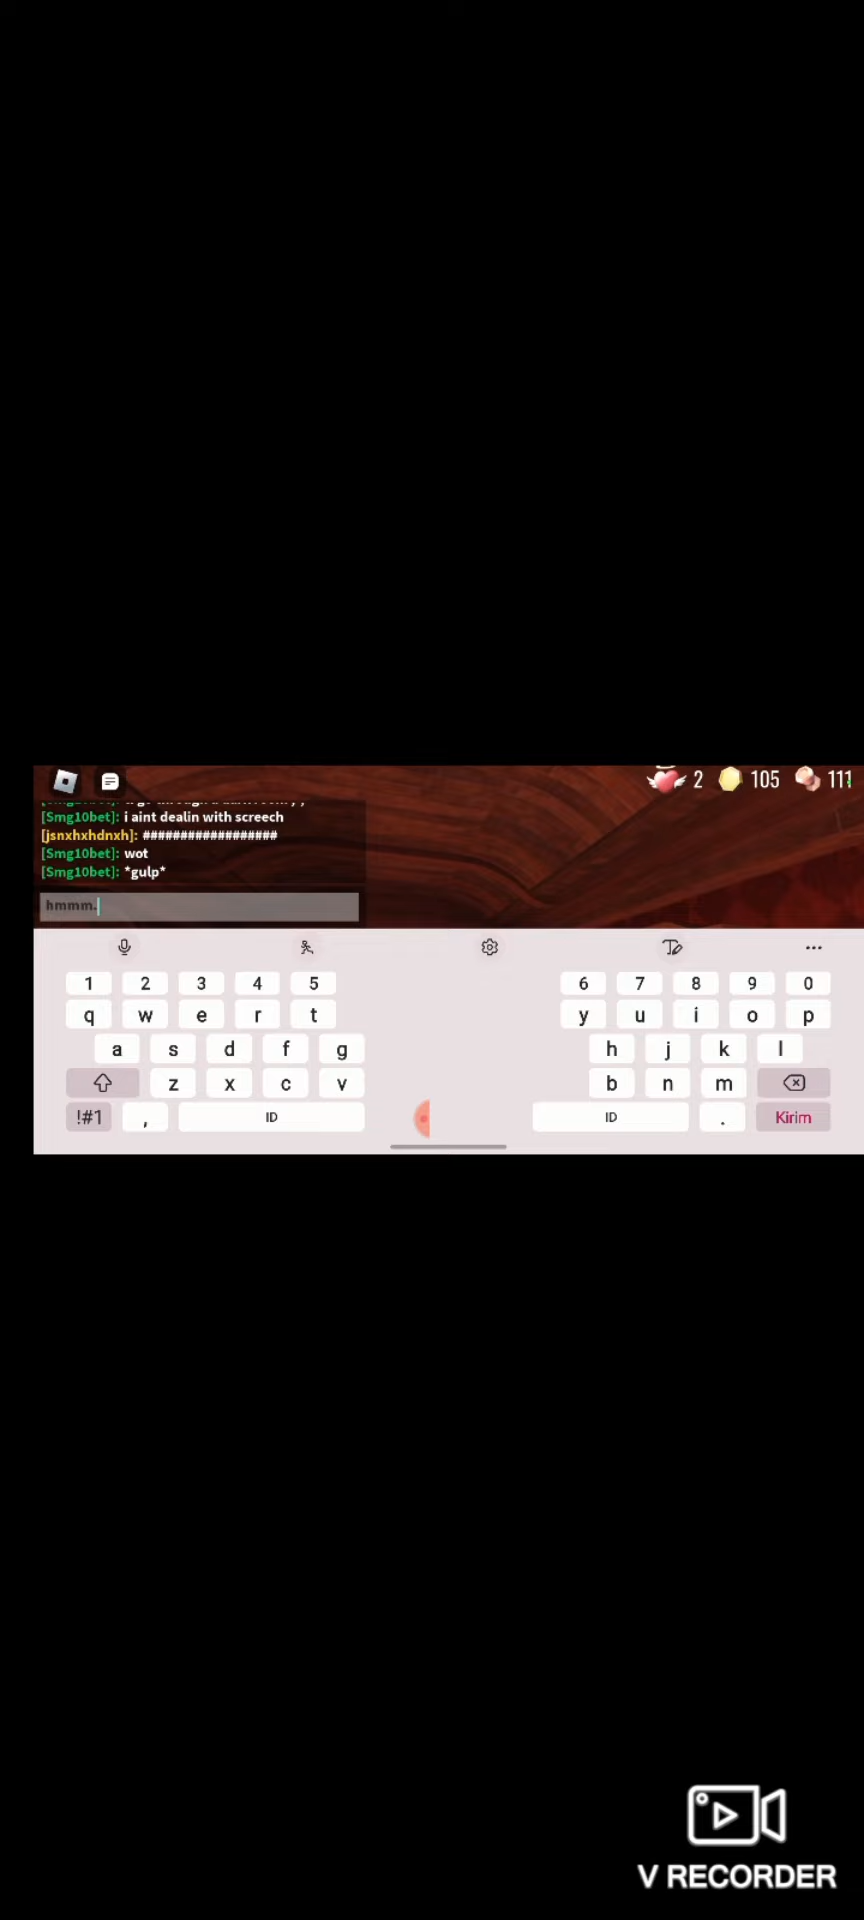 2 105 111
[Smg10bet]: i aint dealin with screech
[jsnxhxhdnxh]: ##################
[Smg10bet]: wot
[Smg10bet]: *gulp*
hmmm.
1 2 3 4 5 6 7 8 9 0
q w e r t y u i o p
a s d f g h j k l
z x c v b n m
!#1 , ID ID . Kirim
V RECORDER